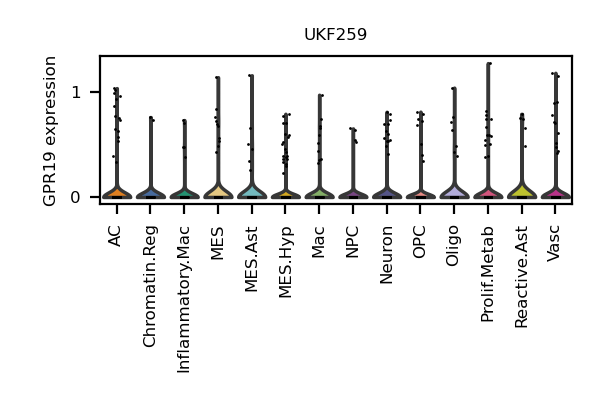 UKF259
GPR19 expression
1
0
AC
Chromatin.Reg
Inflammatory.Mac
MES
MES.Ast
MES.Hyp
Mac
NPC
Neuron
OPC
Oligo
Prolif.Metab
Reactive.Ast
Vasc